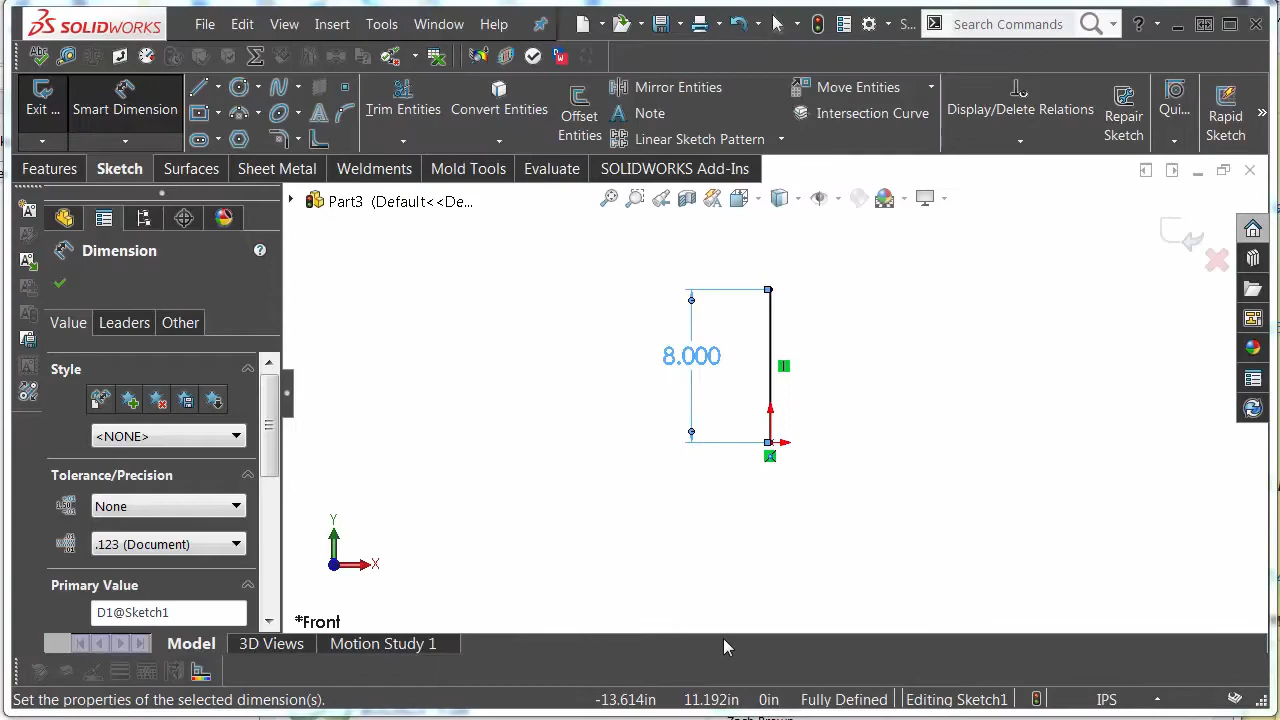 SOLIDWORKS File Edit View Insert Tools Window Help S... Search Commands ?
Exit ... Smart Dimension Trim Entities Convert Entities Offset Entities Mirror Entities Move Entities Display/Delete Relations Repair Sketch Qui... Rapid Sketch
Note Intersection Curve
Linear Sketch Pattern
Features Sketch Surfaces Sheet Metal Weldments Mold Tools Evaluate SOLIDWORKS Add-Ins
Part3 (Default<<De...
Dimension
Value Leaders Other
Style
<NONE>
Tolerance/Precision
None
.123 (Document)
Primary Value
D1@Sketch1
8.000
Y
X
*Front
Model 3D Views Motion Study 1
Set the properties of the selected dimension(s). -13.614in 11.192in 0in Fully Defined Editing Sketch1 IPS